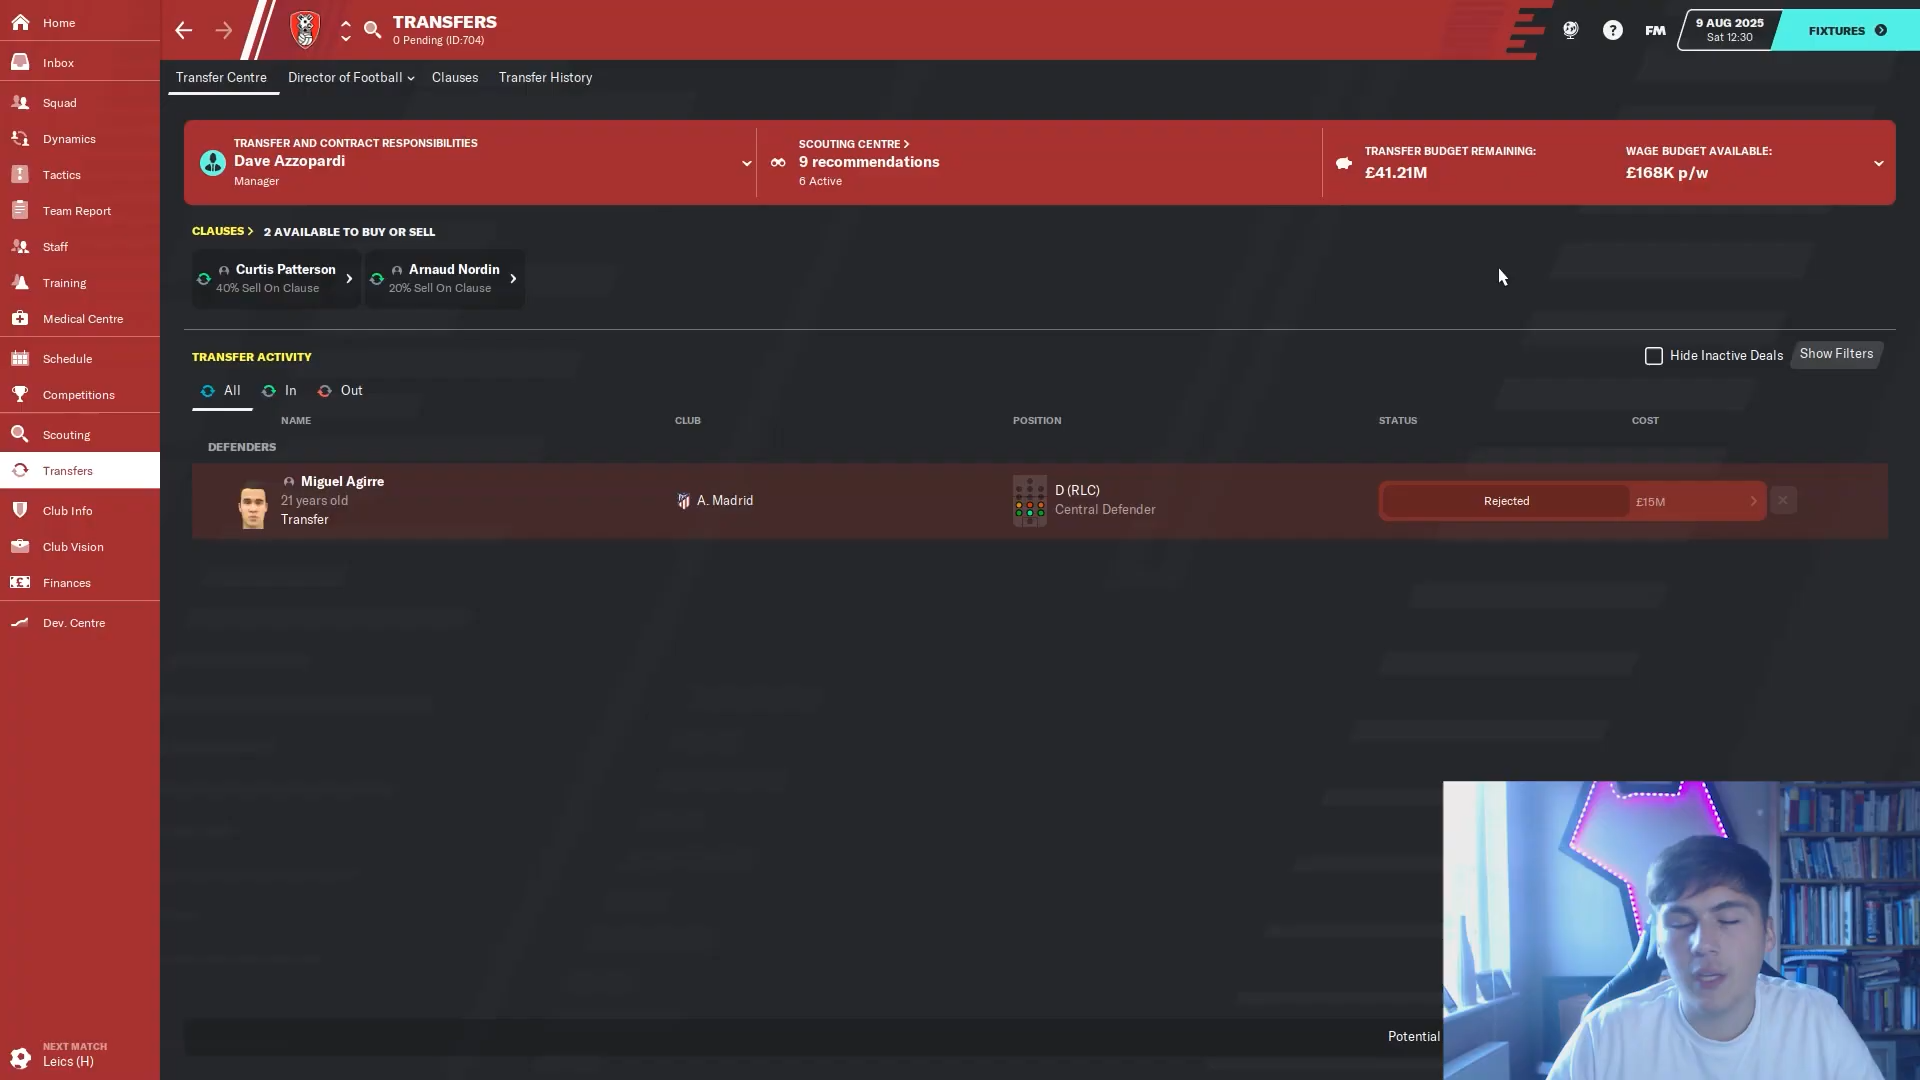 Home
Inbox
Squad
Dynamics
Tactics
Team Report
Staff
Training
Medical Centre
Schedule
Competitions
Scouting
Transfers
Club Info
Club Vision
Finances
Dev. Centre
NEXT MATCH
Leics (H)
TRANSFERS
0 Pending (ID:704)
FM
9 AUG 2025
Sat 12:30
FIXTURES
Transfer Centre
Director of Football
Clauses
Transfer History
TRANSFER AND CONTRACT RESPONSIBILITIES
Dave Azzopardi
Manager
SCOUTING CENTRE
9 recommendations
6 Active
TRANSFER BUDGET REMAINING:
£41.21M
WAGE BUDGET AVAILABLE:
£168K p/w
CLAUSES > 2 AVAILABLE TO BUY OR SELL
Curtis Patterson
40% Sell On Clause
Arnaud Nordin
20% Sell On Clause
TRANSFER ACTIVITY
Hide Inactive Deals
Show Filters
All
In
Out
NAME
CLUB
POSITION
STATUS
COST
DEFENDERS
Miguel Agirre
21 years old
Transfer
A. Madrid
D (RLC)
Central Defender
Rejected
£15M
Potential